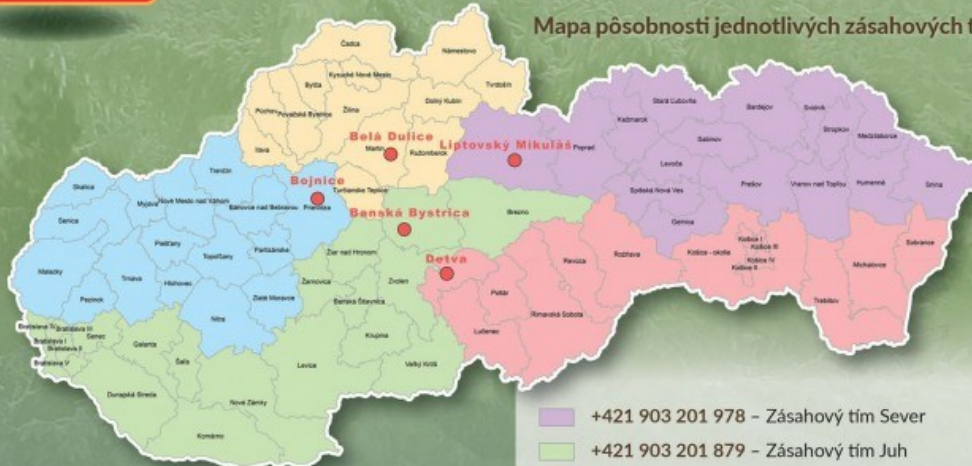 Mapa pôsobnosti jednotlivých zásahových t
Čadca
Námestovo
Kysucké Nové Mesto
Bytča
Tvrdošín
Žilina
Dolný Kubín
Púchov
Považská Bystrica
Ilava
Belá Dulice
Martin
Ružomberok
Turčianske Teplice
Liptovský Mikuláš
Poprad
Kežmarok
Stará Ľubovňa
Bardejov
Svidník
Stropkov
Medzilaborce
Sabinov
Levoča
Prešov
Vranov nad Topľou
Humenné
Snina
Spišská Nová Ves
Gelnica
Bojnice
Prievidza
Trenčín
Skalica
Myjava
Nové Mesto nad Váhom
Bánovce nad Bebravou
Senica
Piešťany
Partizánske
Topoľčany
Malacky
Trnava
Hlohovec
Zlaté Moravce
Pezinok
Nitra
Banská Bystrica
Brezno
Žiar nad Hronom
Žarnovica
Zvolen
Banská Štiavnica
Krupina
Veľký Krtíš
Levice
Detva
Poltár
Lučenec
Rimavská Sobota
Revúca
Rožňava
Košice - okolie
Košice I
Košice III
Košice IV
Košice II
Trebišov
Michalovce
Sobrance
Bratislava III
Bratislava I
Bratislava II
Bratislava V
Senec
Galanta
Šaľa
Dunajská Streda
Nové Zámky
Komárno
+421 903 201 978 – Zásahový tím Sever
+421 903 201 879 – Zásahový tím Juh